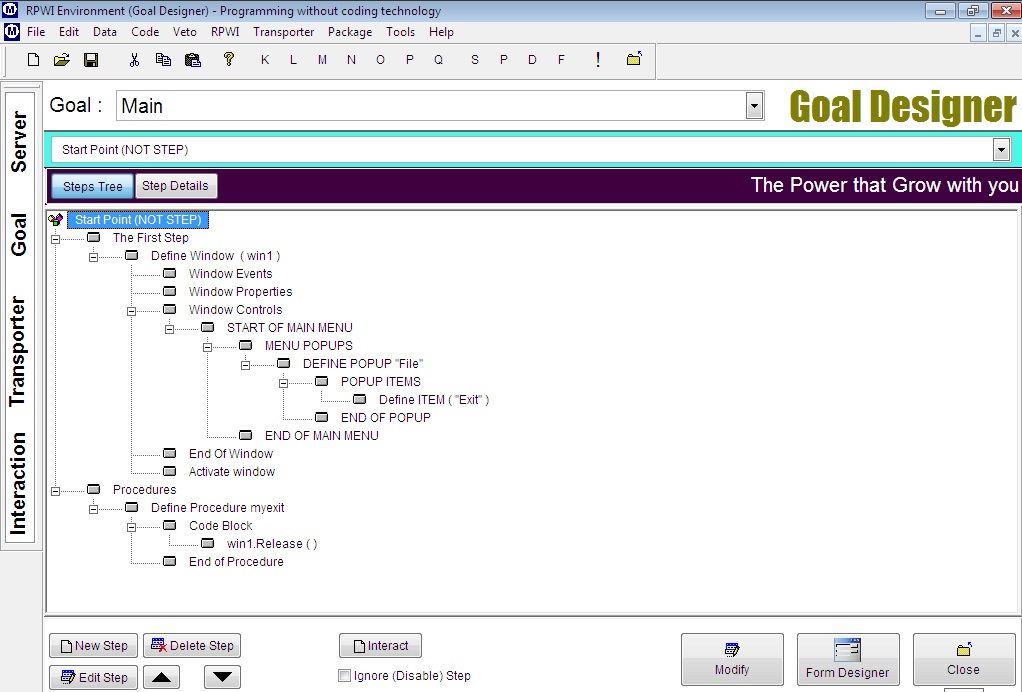 RPWI Environment (Goal Designer) - Programming without coding technology
File Edit Data Code Veto RPWI Transporter Package Tools Help
K L M N O P Q S P D F !
Goal : Main
Goal Designer
Start Point (NOT STEP)
Steps Tree Step Details
The Power that Grow with you
Start Point (NOT STEP)
The First Step
Define Window ( win1 )
Window Events
Window Properties
Window Controls
START OF MAIN MENU
MENU POPUPS
DEFINE POPUP "File"
POPUP ITEMS
Define ITEM ( "Exit" )
END OF POPUP
END OF MAIN MENU
End Of Window
Activate window
Procedures
Define Procedure myexit
Code Block
win1.Release ( )
End of Procedure
Server
Goal
Transporter
Interaction
New Step Delete Step Interact
Edit Step Ignore (Disable) Step
Modify Form Designer Close